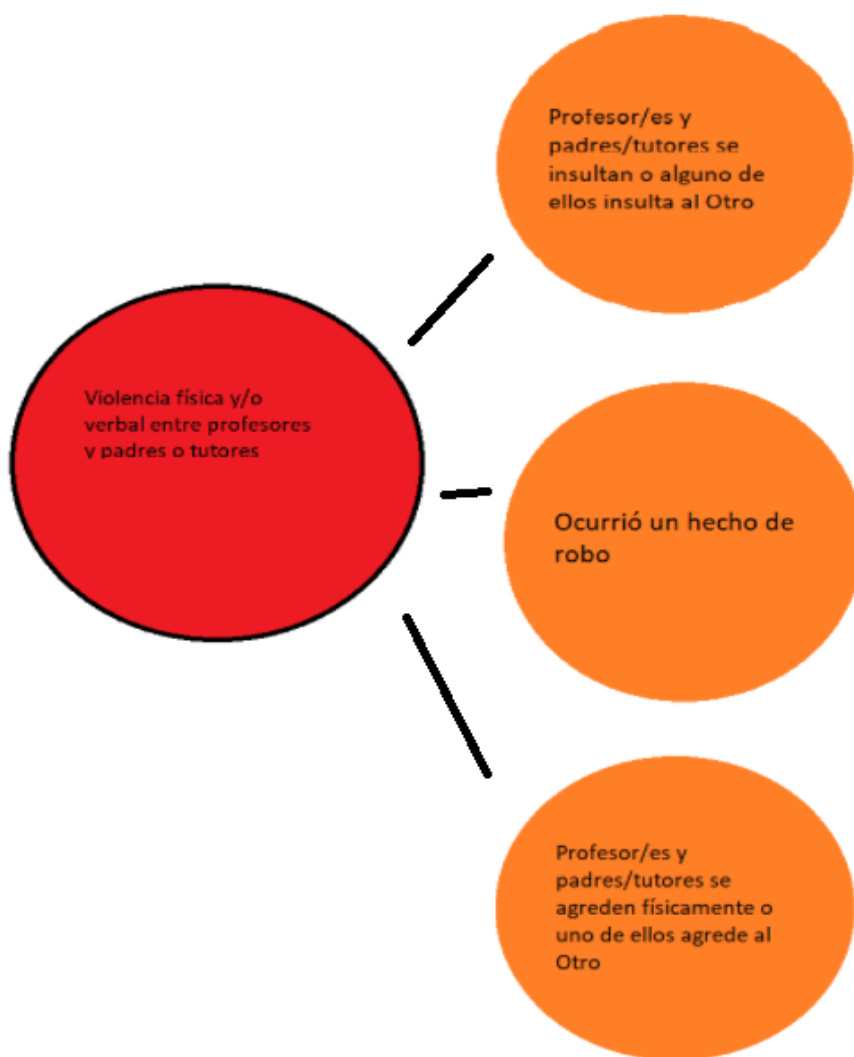 Profesor/es y
padres/tutores se
insultan o alguno de
ellos insulta al Otro
Violencia física y/o
verbal entre profesores
y padres o tutores
Ocurrió un hecho de
robo
Profesor/es y
padres/tutores se
agreden físicamente o
uno de ellos agrede al
Otro